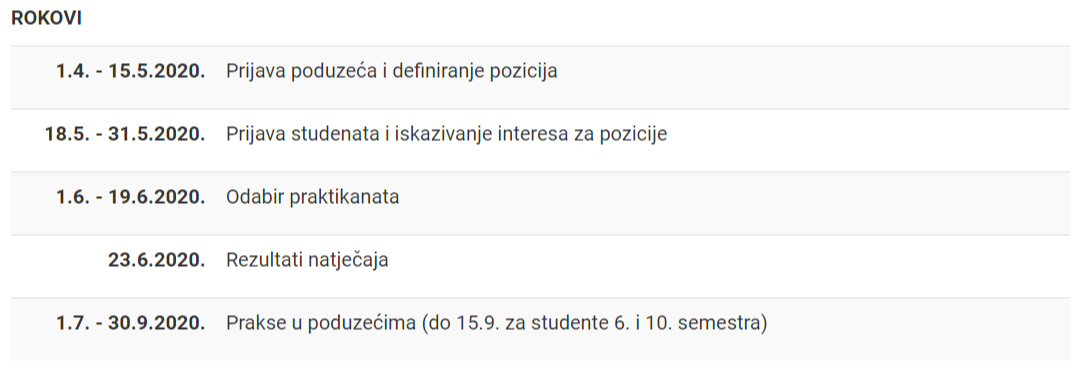 ROKOVI
1.4. - 15.5.2020. Prijava poduzeća i definiranje pozicija
18.5. - 31.5.2020. Prijava studenata i iskazivanje interesa za pozicije
1.6. - 19.6.2020. Odabir praktikanata
23.6.2020. Rezultati natječaja
1.7. - 30.9.2020. Prakse u poduzećima (do 15.9. za studente 6. i 10. semestra)